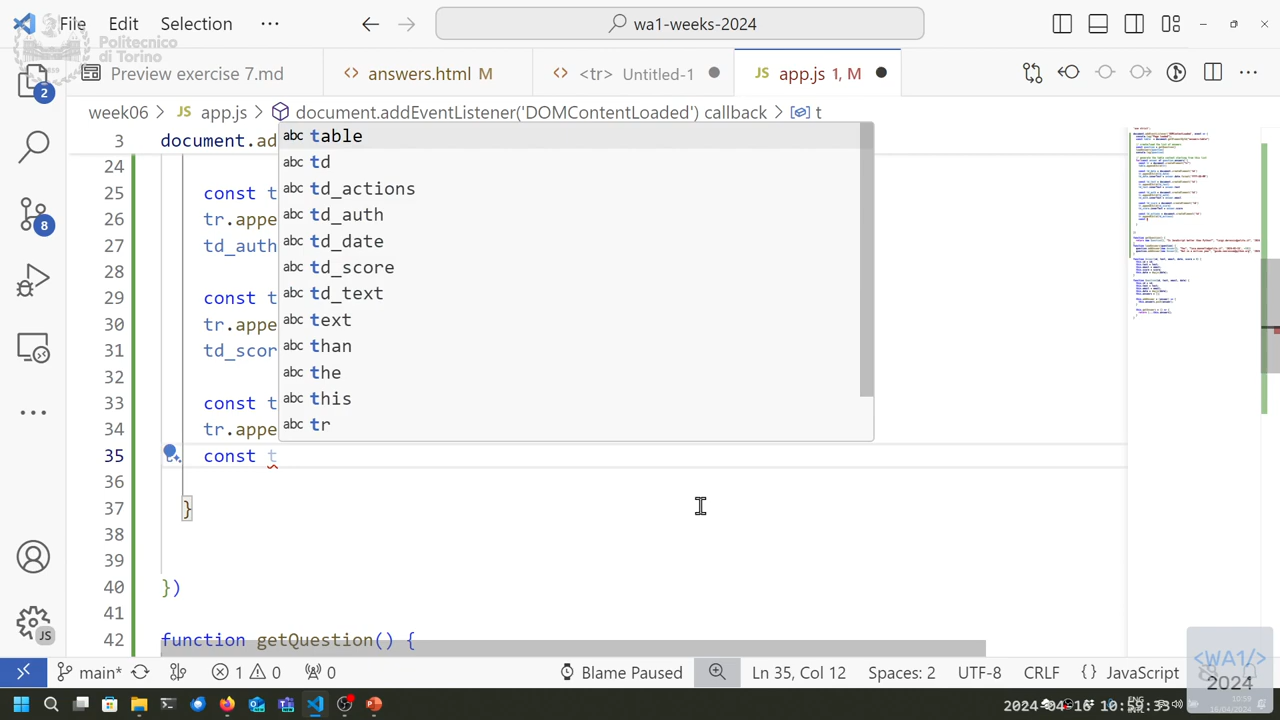 File Edit Selection ··· wa1-weeks-2024
Politecnico
di Torino
Preview exercise 7.md answers.html M <tr> Untitled-1 JS app.js 1, M
week06 > JS app.js > document.addEventListener('DOMContentLoaded') callback > t
3 document.a
24
25 const t
26 tr.appe
27 td_auth
28
29 const t
30 tr.appe
31 td_scor
32
33 const t
34 tr.appe
35 const t
36
37 }
38
39
40 })
41
42 function getQuestion() {
abc table
abc td
abc td_actions
abc td_auth
abc td_date
abc td_score
abc td_text
abc text
abc than
abc the
abc this
abc tr
2
8
JS
main* 1 0 0 Blame Paused Ln 35, Col 12 Spaces: 2 UTF-8 CRLF {} JavaScript
<WA1/>
2024